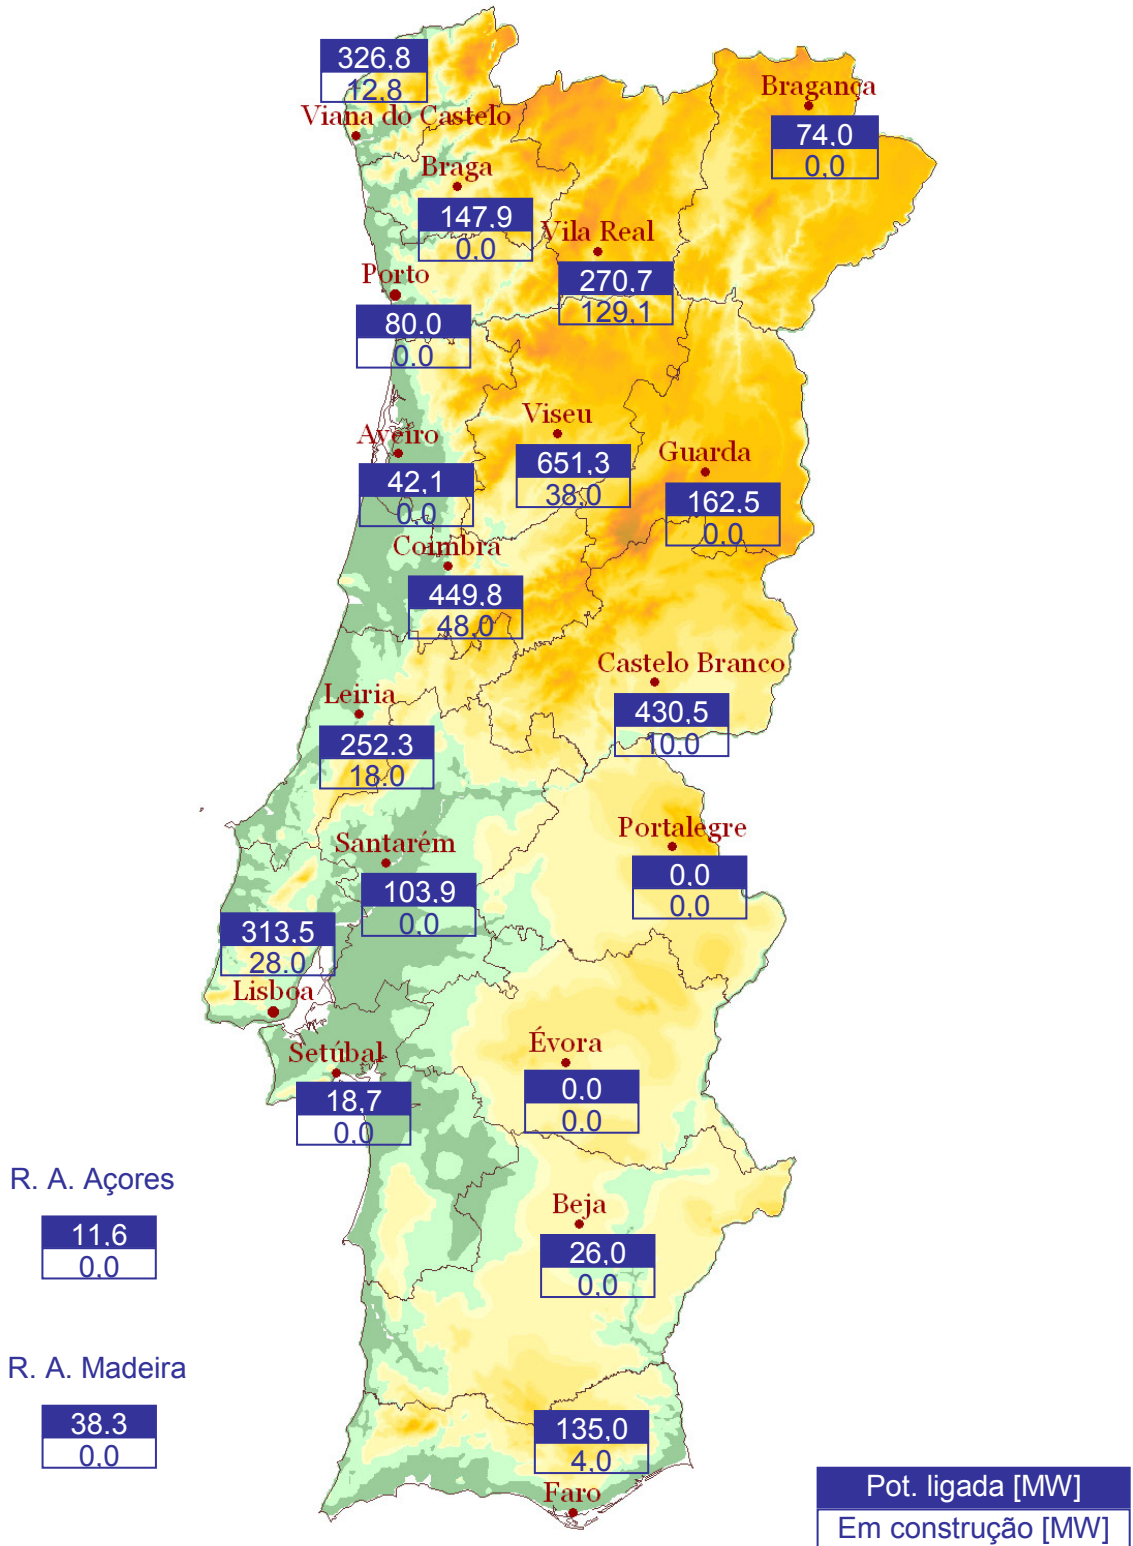 326,8
12,8
Viana do Castelo
Bragança
74,0
0,0
Braga
147,9
0,0
Vila Real
270,7
129,1
Porto
80.0
0.0
Viseu
651,3
38,0
Aveiro
42,1
0,0
Guarda
162,5
0,0
Coimbra
449,8
48,0
Castelo Branco
430,5
10,0
Leiria
252.3
18.0
Portalegre
0,0
0,0
Santarém
103,9
0,0
313,5
28.0
Lisboa
Évora
0,0
0,0
Setúbal
18,7
0,0
R. A. Açores
11.6
0,0
Beja
26,0
0,0
R. A. Madeira
38.3
0,0
135,0
4,0
Faro
Pot. ligada [MW]
Em construção [MW]